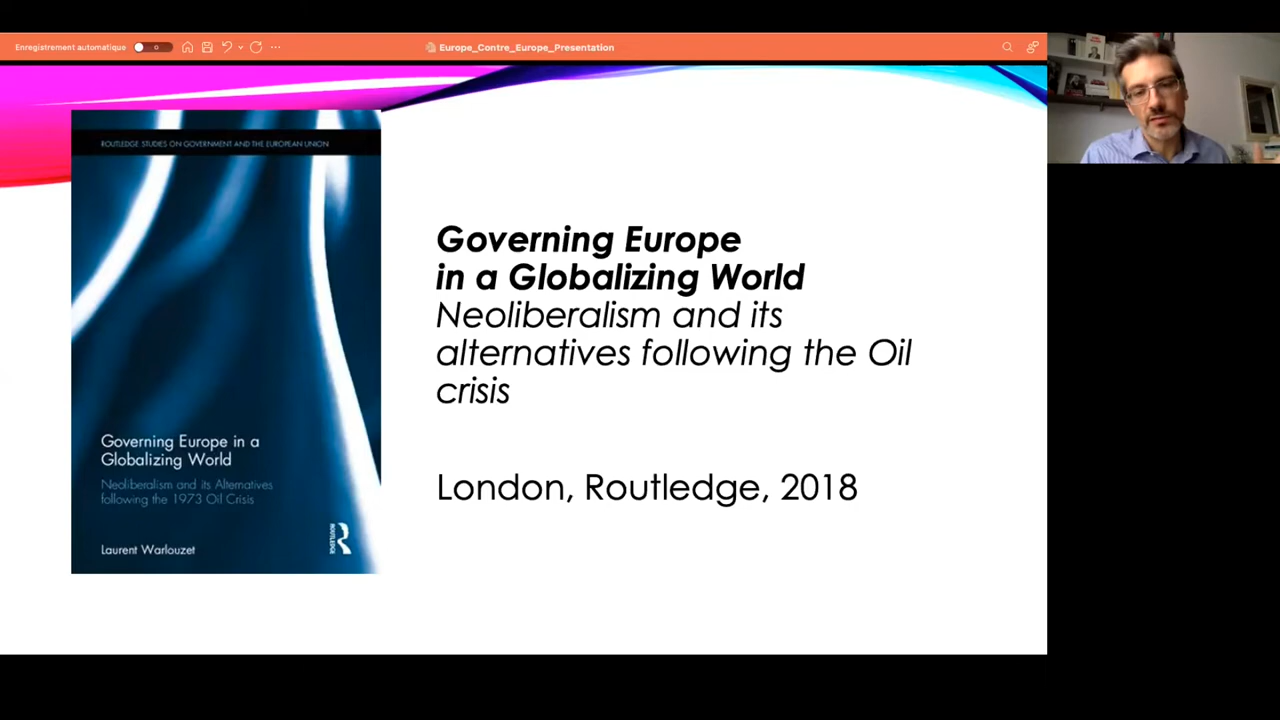 Enregistrement automatique
Europe_Contre_Europe_Presentation
ROUTLEDGE STUDIES ON GOVERNMENT AND THE EUROPEAN UNION
Governing Europe in a
Globalizing World
Neoliberalism and its Alternatives
following the 1973 Oil Crisis
Laurent Warlouzet
ROUTLEDGE
Governing Europe
in a Globalizing World
Neoliberalism and its
alternatives following the Oil
crisis
London, Routledge, 2018